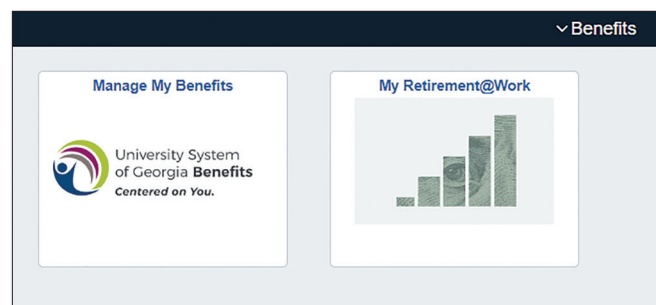 Benefits
Manage My Benefits
My Retirement@Work
University System
of Georgia Benefits
Centered on You.